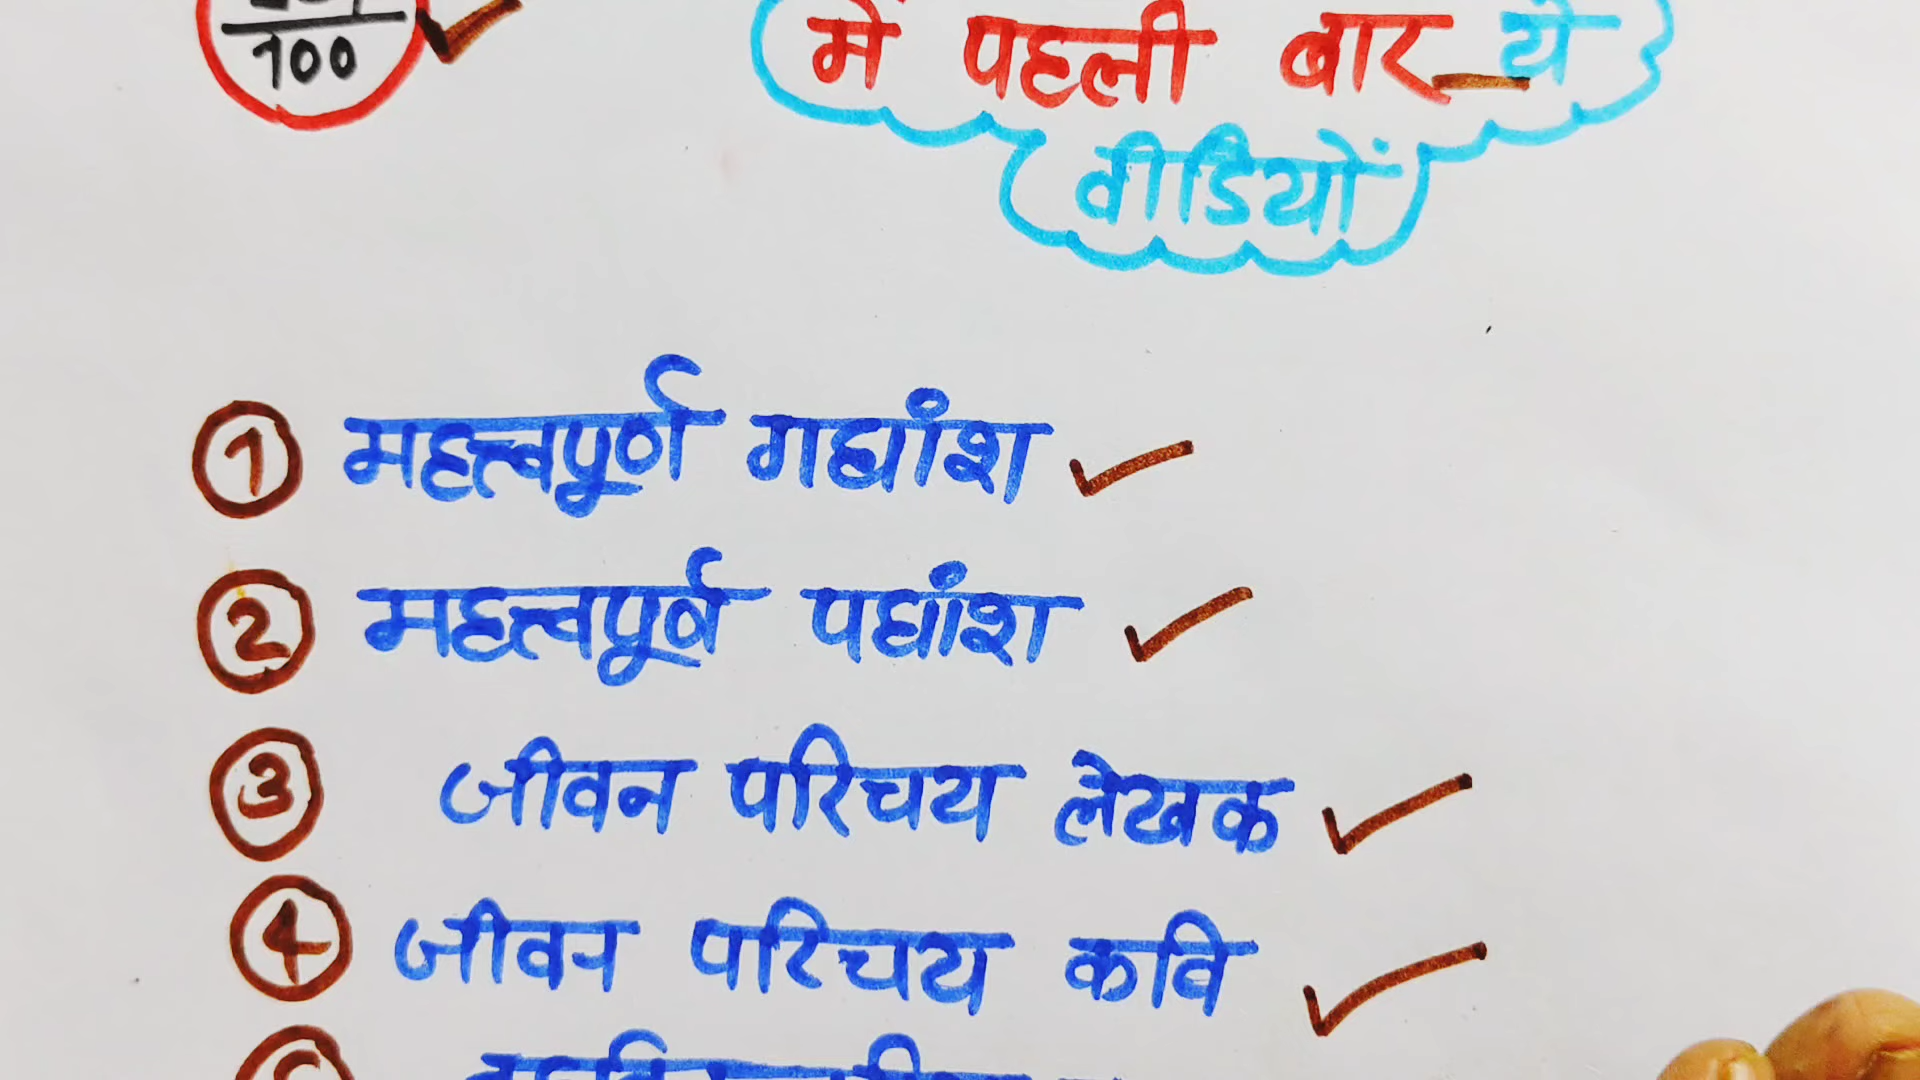 100
में पहली बार ये
वीडियों
1 महत्त्वपूर्ण गद्यांश
2 महत्त्वपूर्ण पद्यांश
3 जीवन परिचय लेखक
4 जीवन परिचय कवि